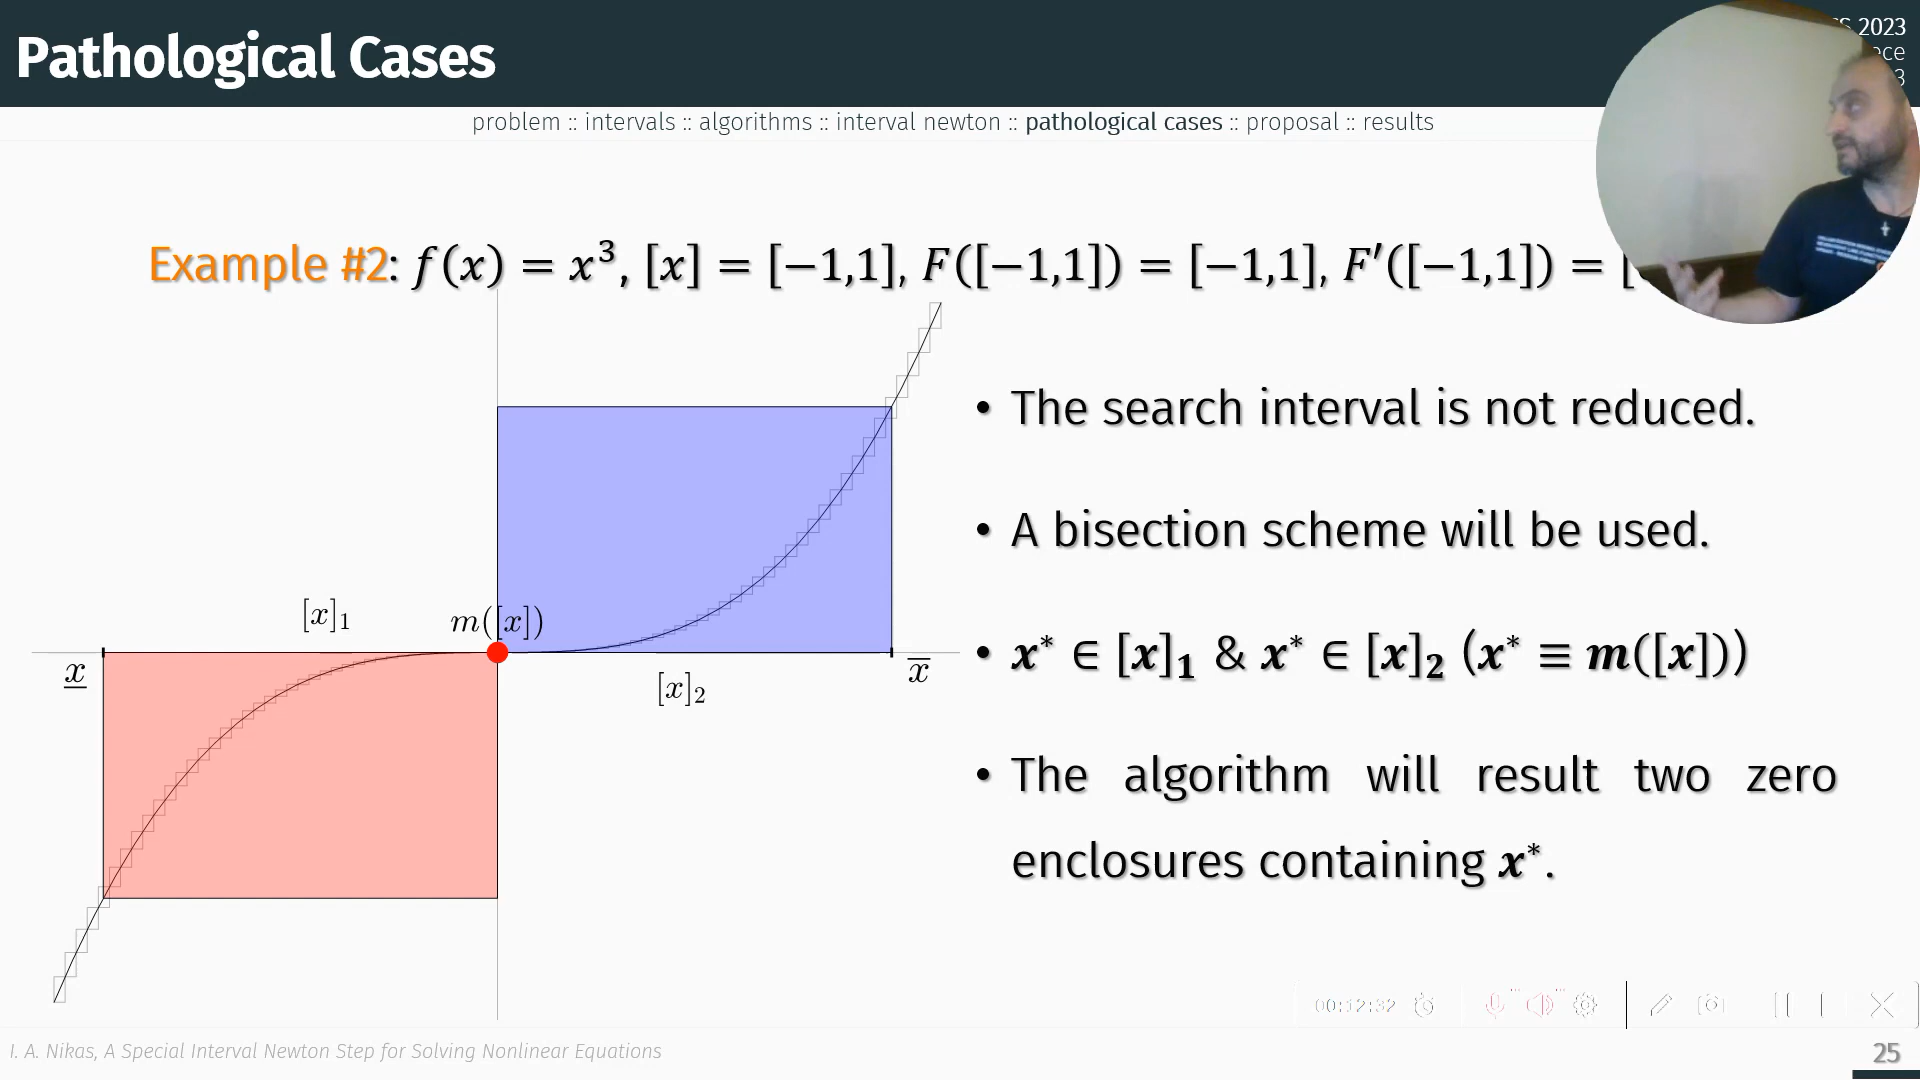 Pathological Cases
2023
problem :: intervals :: algorithms :: interval newton :: pathological cases :: proposal :: results
Example #2: f(x) = x³, [x] = [−1,1], F([−1,1]) = [−1,1], F′([−1,1]) = [
• The search interval is not reduced.
• A bisection scheme will be used.
[x]₁
m([x])
x̲
x̅
[x]₂
• x* ∈ [x]₁ & x* ∈ [x]₂ (x* ≡ m([x]))
• The algorithm will result two zero
enclosures containing x*.
00:12:32
I. A. Nikas, A Special Interval Newton Step for Solving Nonlinear Equations
25